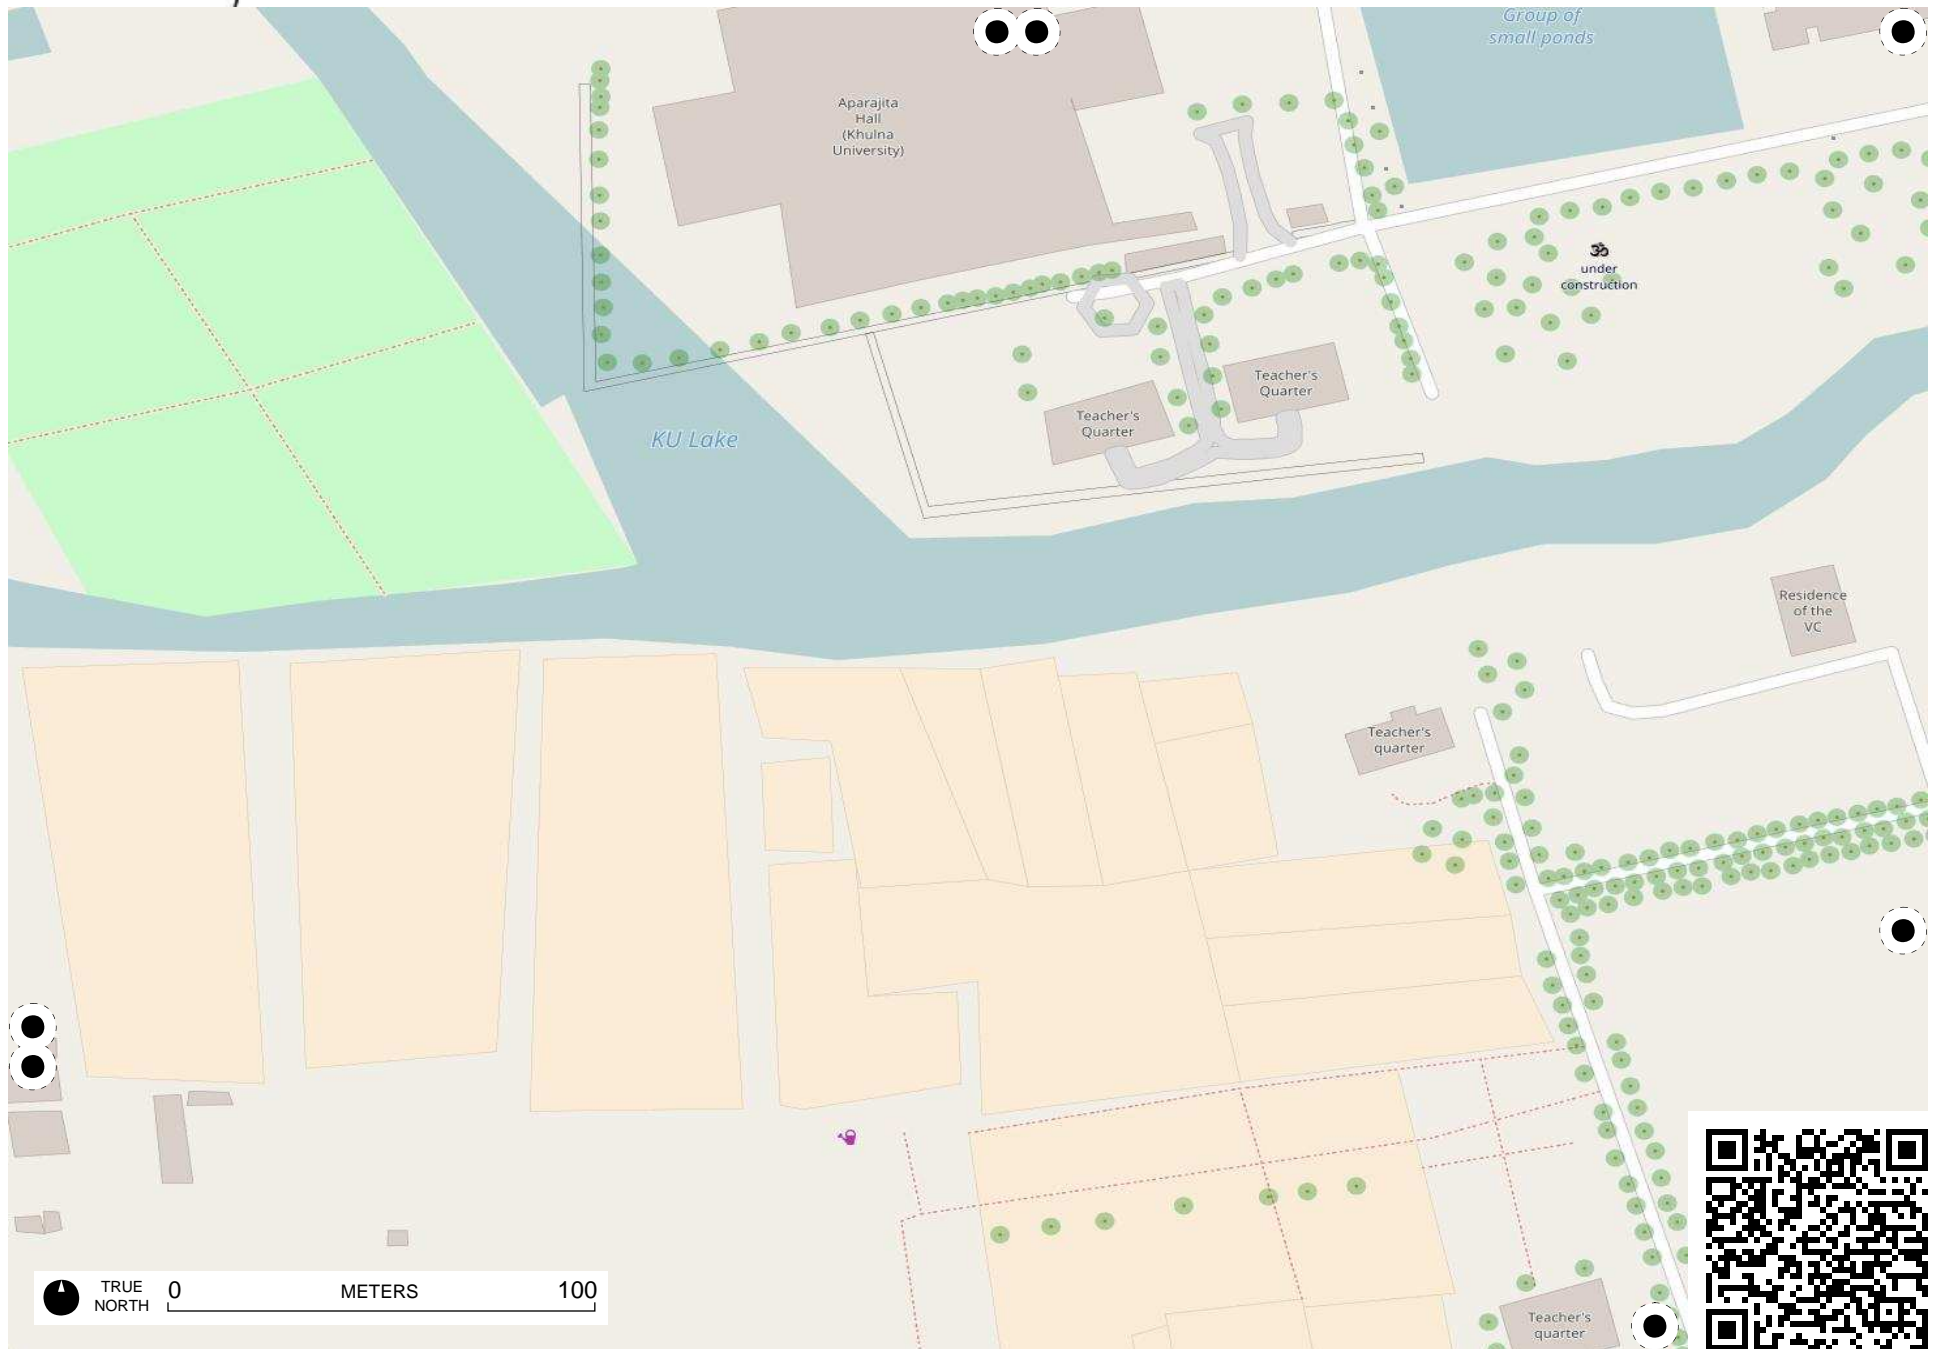 Group of
small ponds
Aparajita
Hall
(Khulna
University)
ॐ
under
construction
Teacher's
Quarter
Teacher's
Quarter
KU Lake
Residence
of the
VC
Teacher's
quarter
TRUE
NORTH
0 METERS 100
Teacher's
quarter